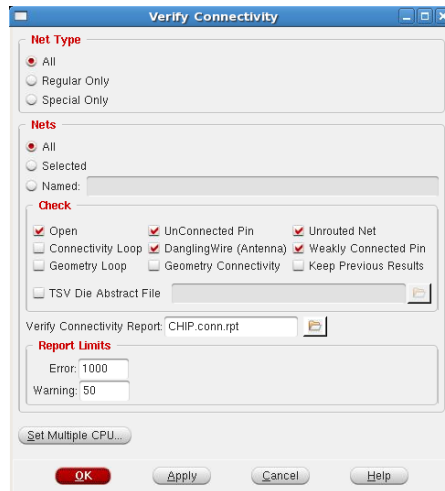 Verify Connectivity
Net Type
All
Regular Only
Special Only
Nets
All
Selected
Named:
Check
Open UnConnected Pin Unrouted Net
Connectivity Loop DanglingWire (Antenna) Weakly Connected Pin
Geometry Loop Geometry Connectivity Keep Previous Results
TSV Die Abstract File
Verify Connectivity Report: CHIP.conn.rpt
Report Limits
Error: 1000
Warning: 50
Set Multiple CPU...
OK Apply Cancel Help